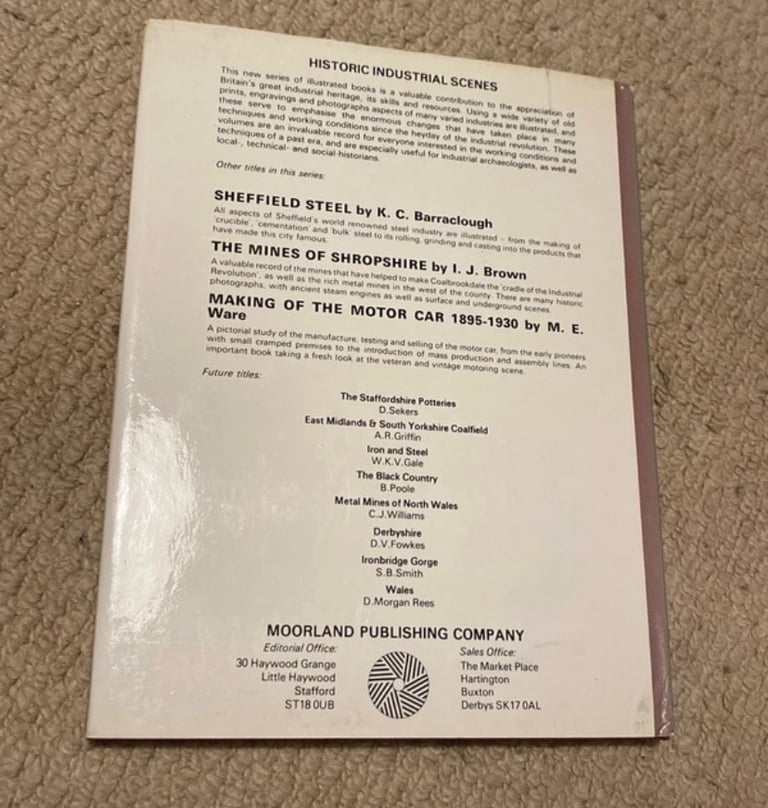 HISTORIC INDUSTRIAL SCENES
This new series of illustrated books is a valuable contribution to the appreciation of
Britain's great industrial heritage, its skills and resources. Using a wide variety of old
prints, engravings and photographs aspects of many varied industries are illustrated, and
these serve to emphasise the enormous changes that have taken place in many
techniques and working conditions since the heyday of the industrial revolution. These
volumes are an invaluable record for everyone interested in the working conditions and
techniques of a past era, and are especially useful for industrial archaeologists, as well as
local-, technical- and social-historians.
Other titles in this series:
SHEFFIELD STEEL by K. C. Barraclough
All aspects of Sheffield's world renowned steel industry are illustrated - from the making of
'crucible', 'cementation' and 'bulk' steel to its rolling, grinding and casting into the products that
have made this city famous.
THE MINES OF SHROPSHIRE by I. J. Brown
A valuable record of the mines that have helped to make Coalbrookdale the 'cradle of the Industrial
Revolution', as well as the rich metal mines in the west of the county. There are many historic
photographs, with ancient steam engines as well as surface and underground scenes.
MAKING OF THE MOTOR CAR 1895-1930 by M. E.
Ware
A pictorial study of the manufacture, testing and selling of the motor car, from the early pioneers
with small cramped premises to the introduction of mass production and assembly lines. An
important book taking a fresh look at the veteran and vintage motoring scene.
Future titles:
The Staffordshire Potteries
D.Sekers
East Midlands & South Yorkshire Coalfield
A.R.Griffin
Iron and Steel
W.K.V.Gale
The Black Country
B.Poole
Metal Mines of North Wales
C.J.Williams
Derbyshire
D.V.Fowkes
Ironbridge Gorge
S.B.Smith
Wales
D.Morgan Rees
MOORLAND PUBLISHING COMPANY
Editorial Office:
30 Haywood Grange
Little Haywood
Stafford
ST18 0UB
Sales Office:
The Market Place
Hartington
Buxton
Derbys SK17 0AL